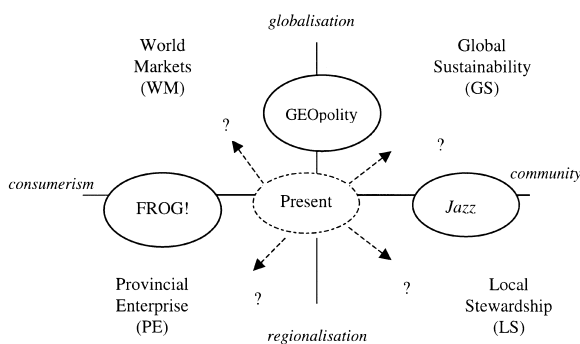 globalisation
World
Markets
(WM)
Global
Sustainability
(GS)
GEOpolity
?
?
consumerism
community
FROG!
Present
Jazz
Provincial
Enterprise
(PE)
?
?
Local
Stewardship
(LS)
regionalisation